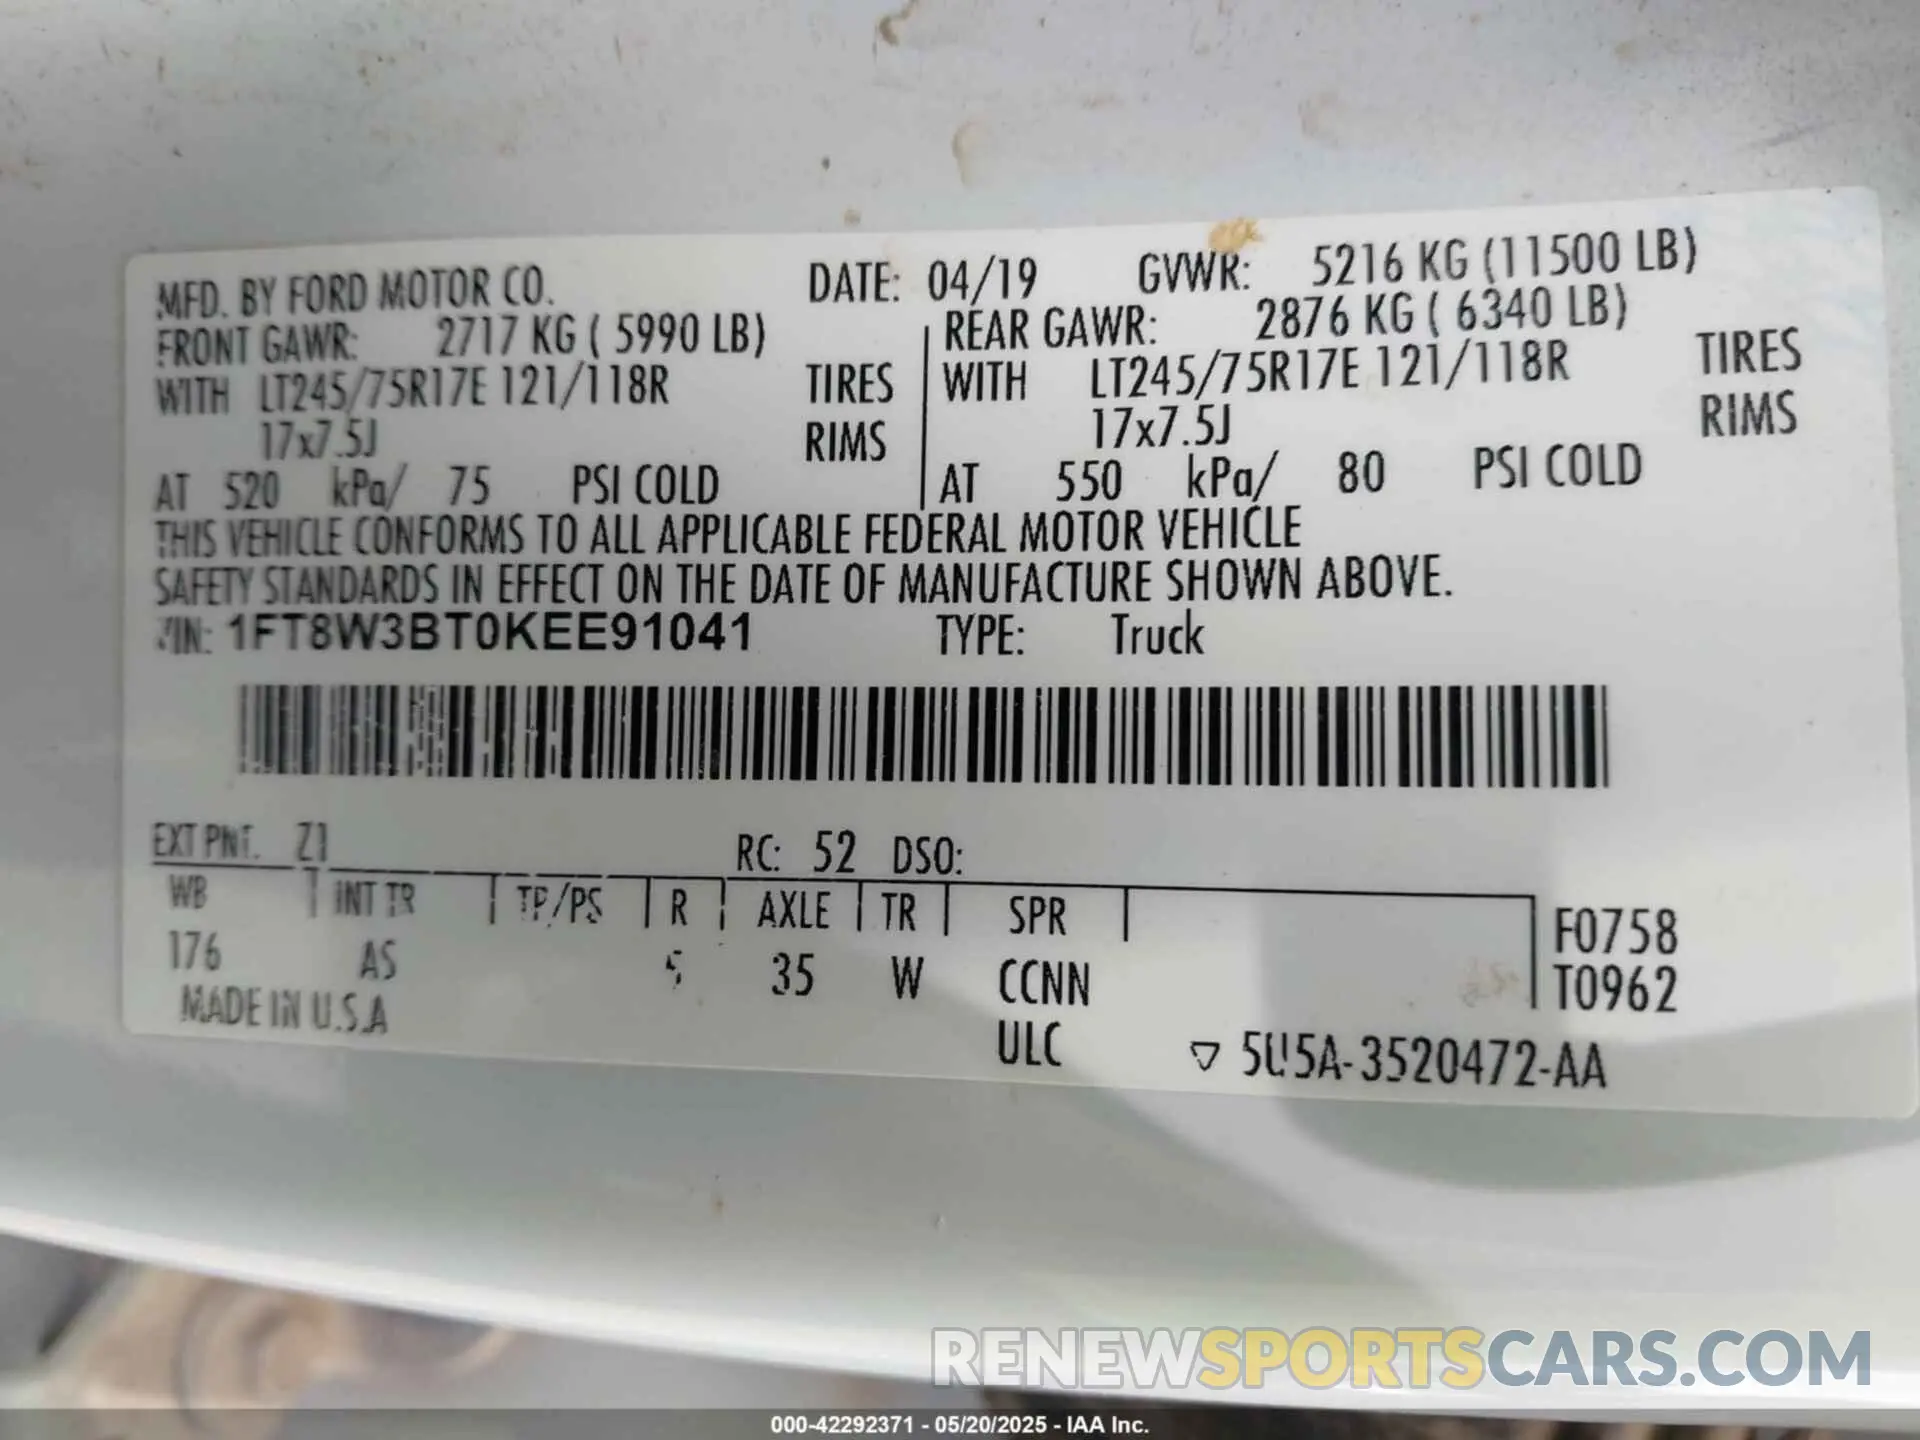 MFD. BY FORD MOTOR CO. DATE: 04/19 GVWR: 5216 KG (11500 LB)
FRONT GAWR: 2717 KG ( 5990 LB) REAR GAWR: 2876 KG ( 6340 LB)
WITH LT245/75R17E 121/118R TIRES WITH LT245/75R17E 121/118R TIRES
17x7.5J RIMS 17x7.5J RIMS
AT 520 kPa/ 75 PSI COLD AT 550 kPa/ 80 PSI COLD
THIS VEHICLE CONFORMS TO ALL APPLICABLE FEDERAL MOTOR VEHICLE
SAFETY STANDARDS IN EFFECT ON THE DATE OF MANUFACTURE SHOWN ABOVE.
VIN: 1FT8W3BT0KEE91041 TYPE: Truck
EXT PNT. Z1 RC: 52 DSO:
WB INT TR TP/PS R AXLE TR SPR F0758
176 AS 35 W CCNN T0962
MADE IN U.S.A ULC ▽ 5U5A-3520472-AA
RENEWSPORTSCARS.COM
000-42292371 - 05/20/2025 - IAA Inc.